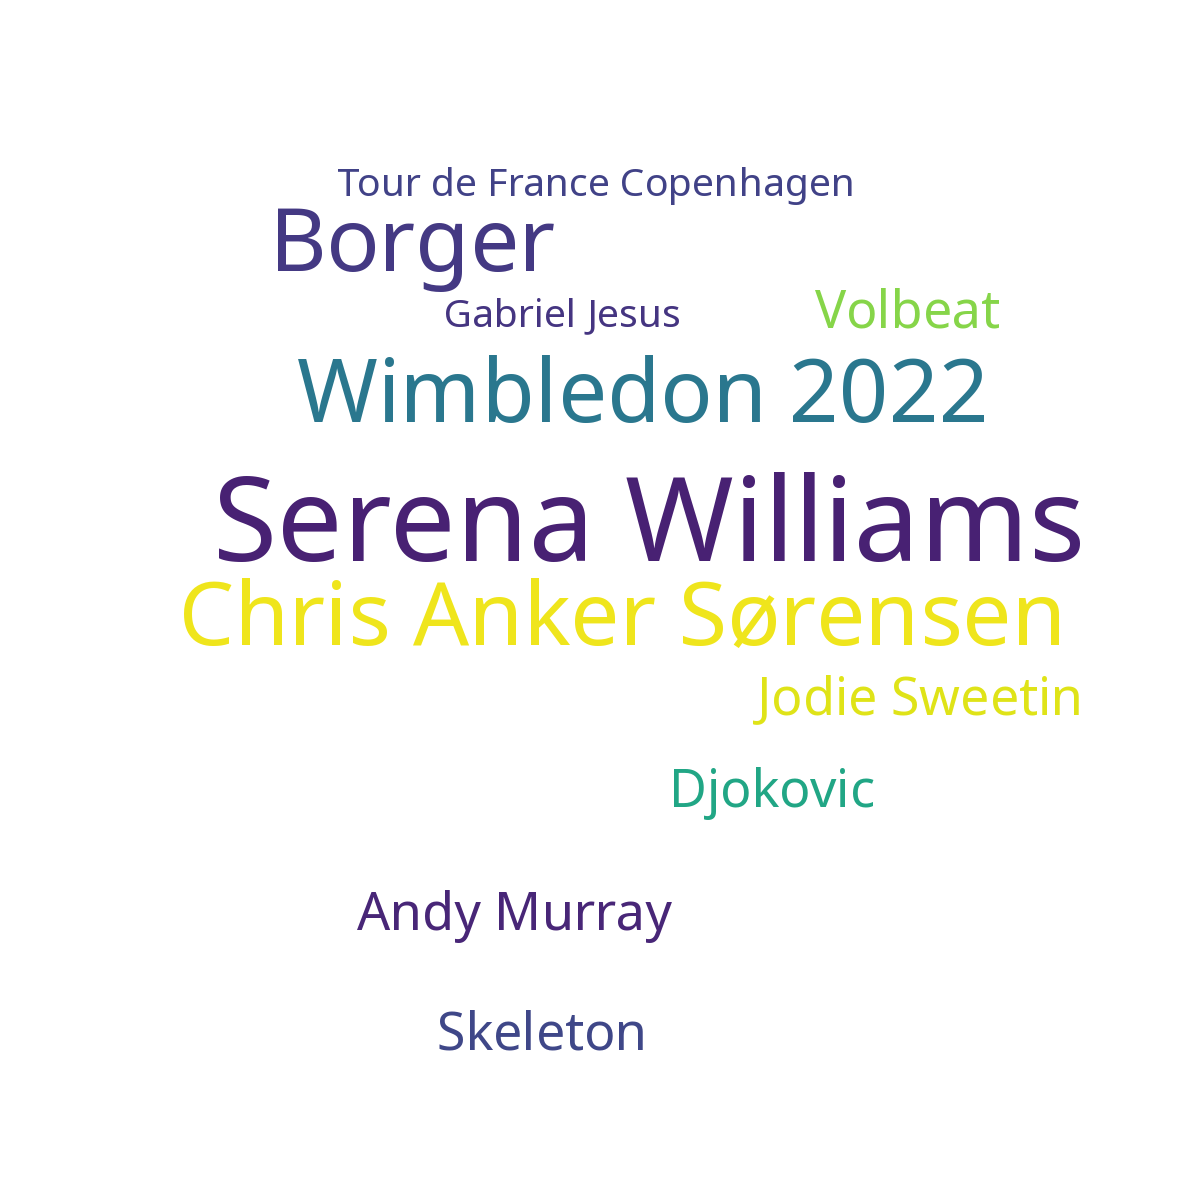 Tour de France Copenhagen
Borger
Gabriel Jesus
Volbeat
Wimbledon 2022
Serena Williams
Chris Anker Sørensen
Jodie Sweetin
Djokovic
Andy Murray
Skeleton